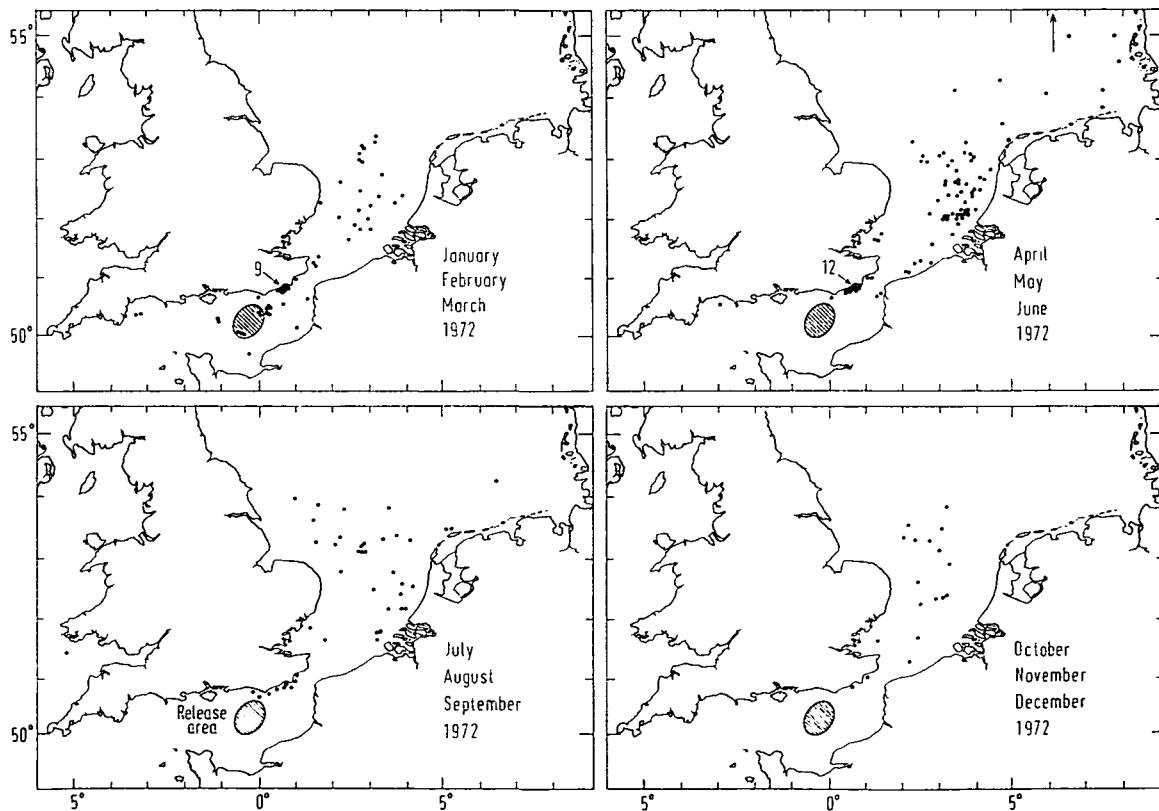 55°
50°
9
January
February
March
1972
12
April
May
June
1972
55°
50°
July
August
September
1972
Release
area
October
November
December
1972
5°
0°
5°
5°
0°
5°